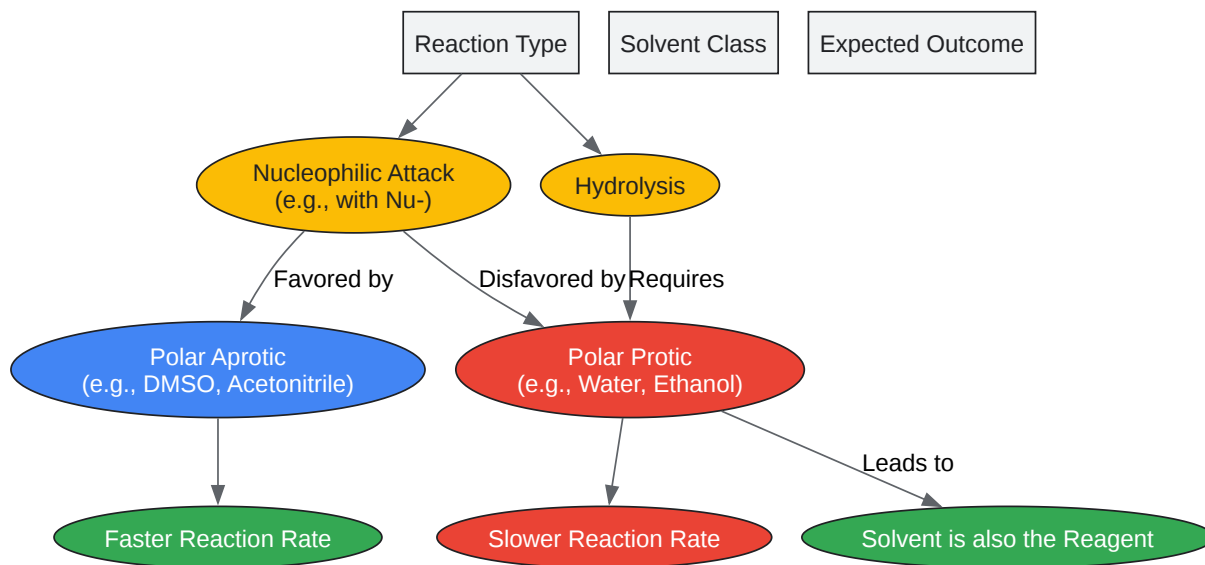 Reaction Type
Solvent Class
Expected Outcome
Nucleophilic Attack
(e.g., with Nu-)
Hydrolysis
Favored by
Disfavored by
Requires
Polar Aprotic
(e.g., DMSO, Acetonitrile)
Polar Protic
(e.g., Water, Ethanol)
Leads to
Faster Reaction Rate
Slower Reaction Rate
Solvent is also the Reagent